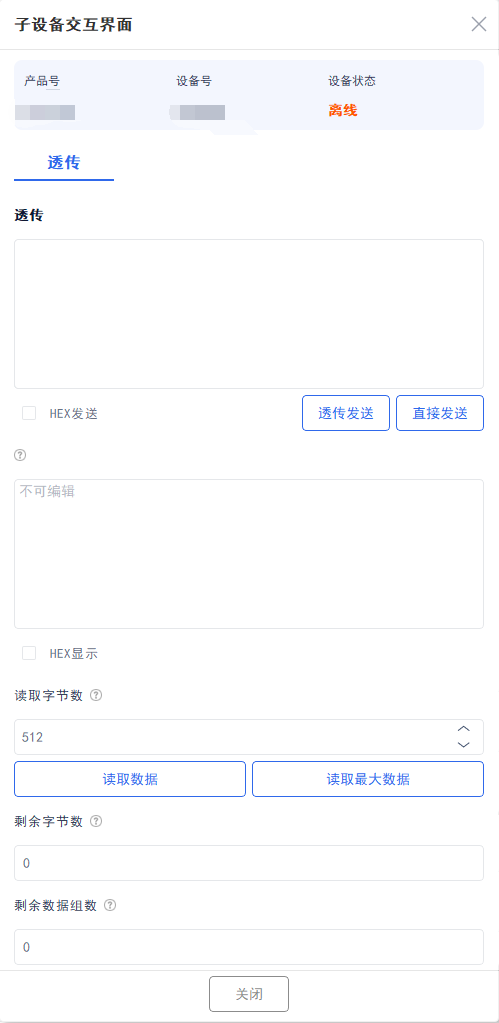 子设备交互界面
产品号 设备号 设备状态
离线
透传
透传
HEX发送 透传发送 直接发送
不可编辑
HEX显示
读取字节数
512
读取数据 读取最大数据
剩余字节数
0
剩余数据组数
0
关闭